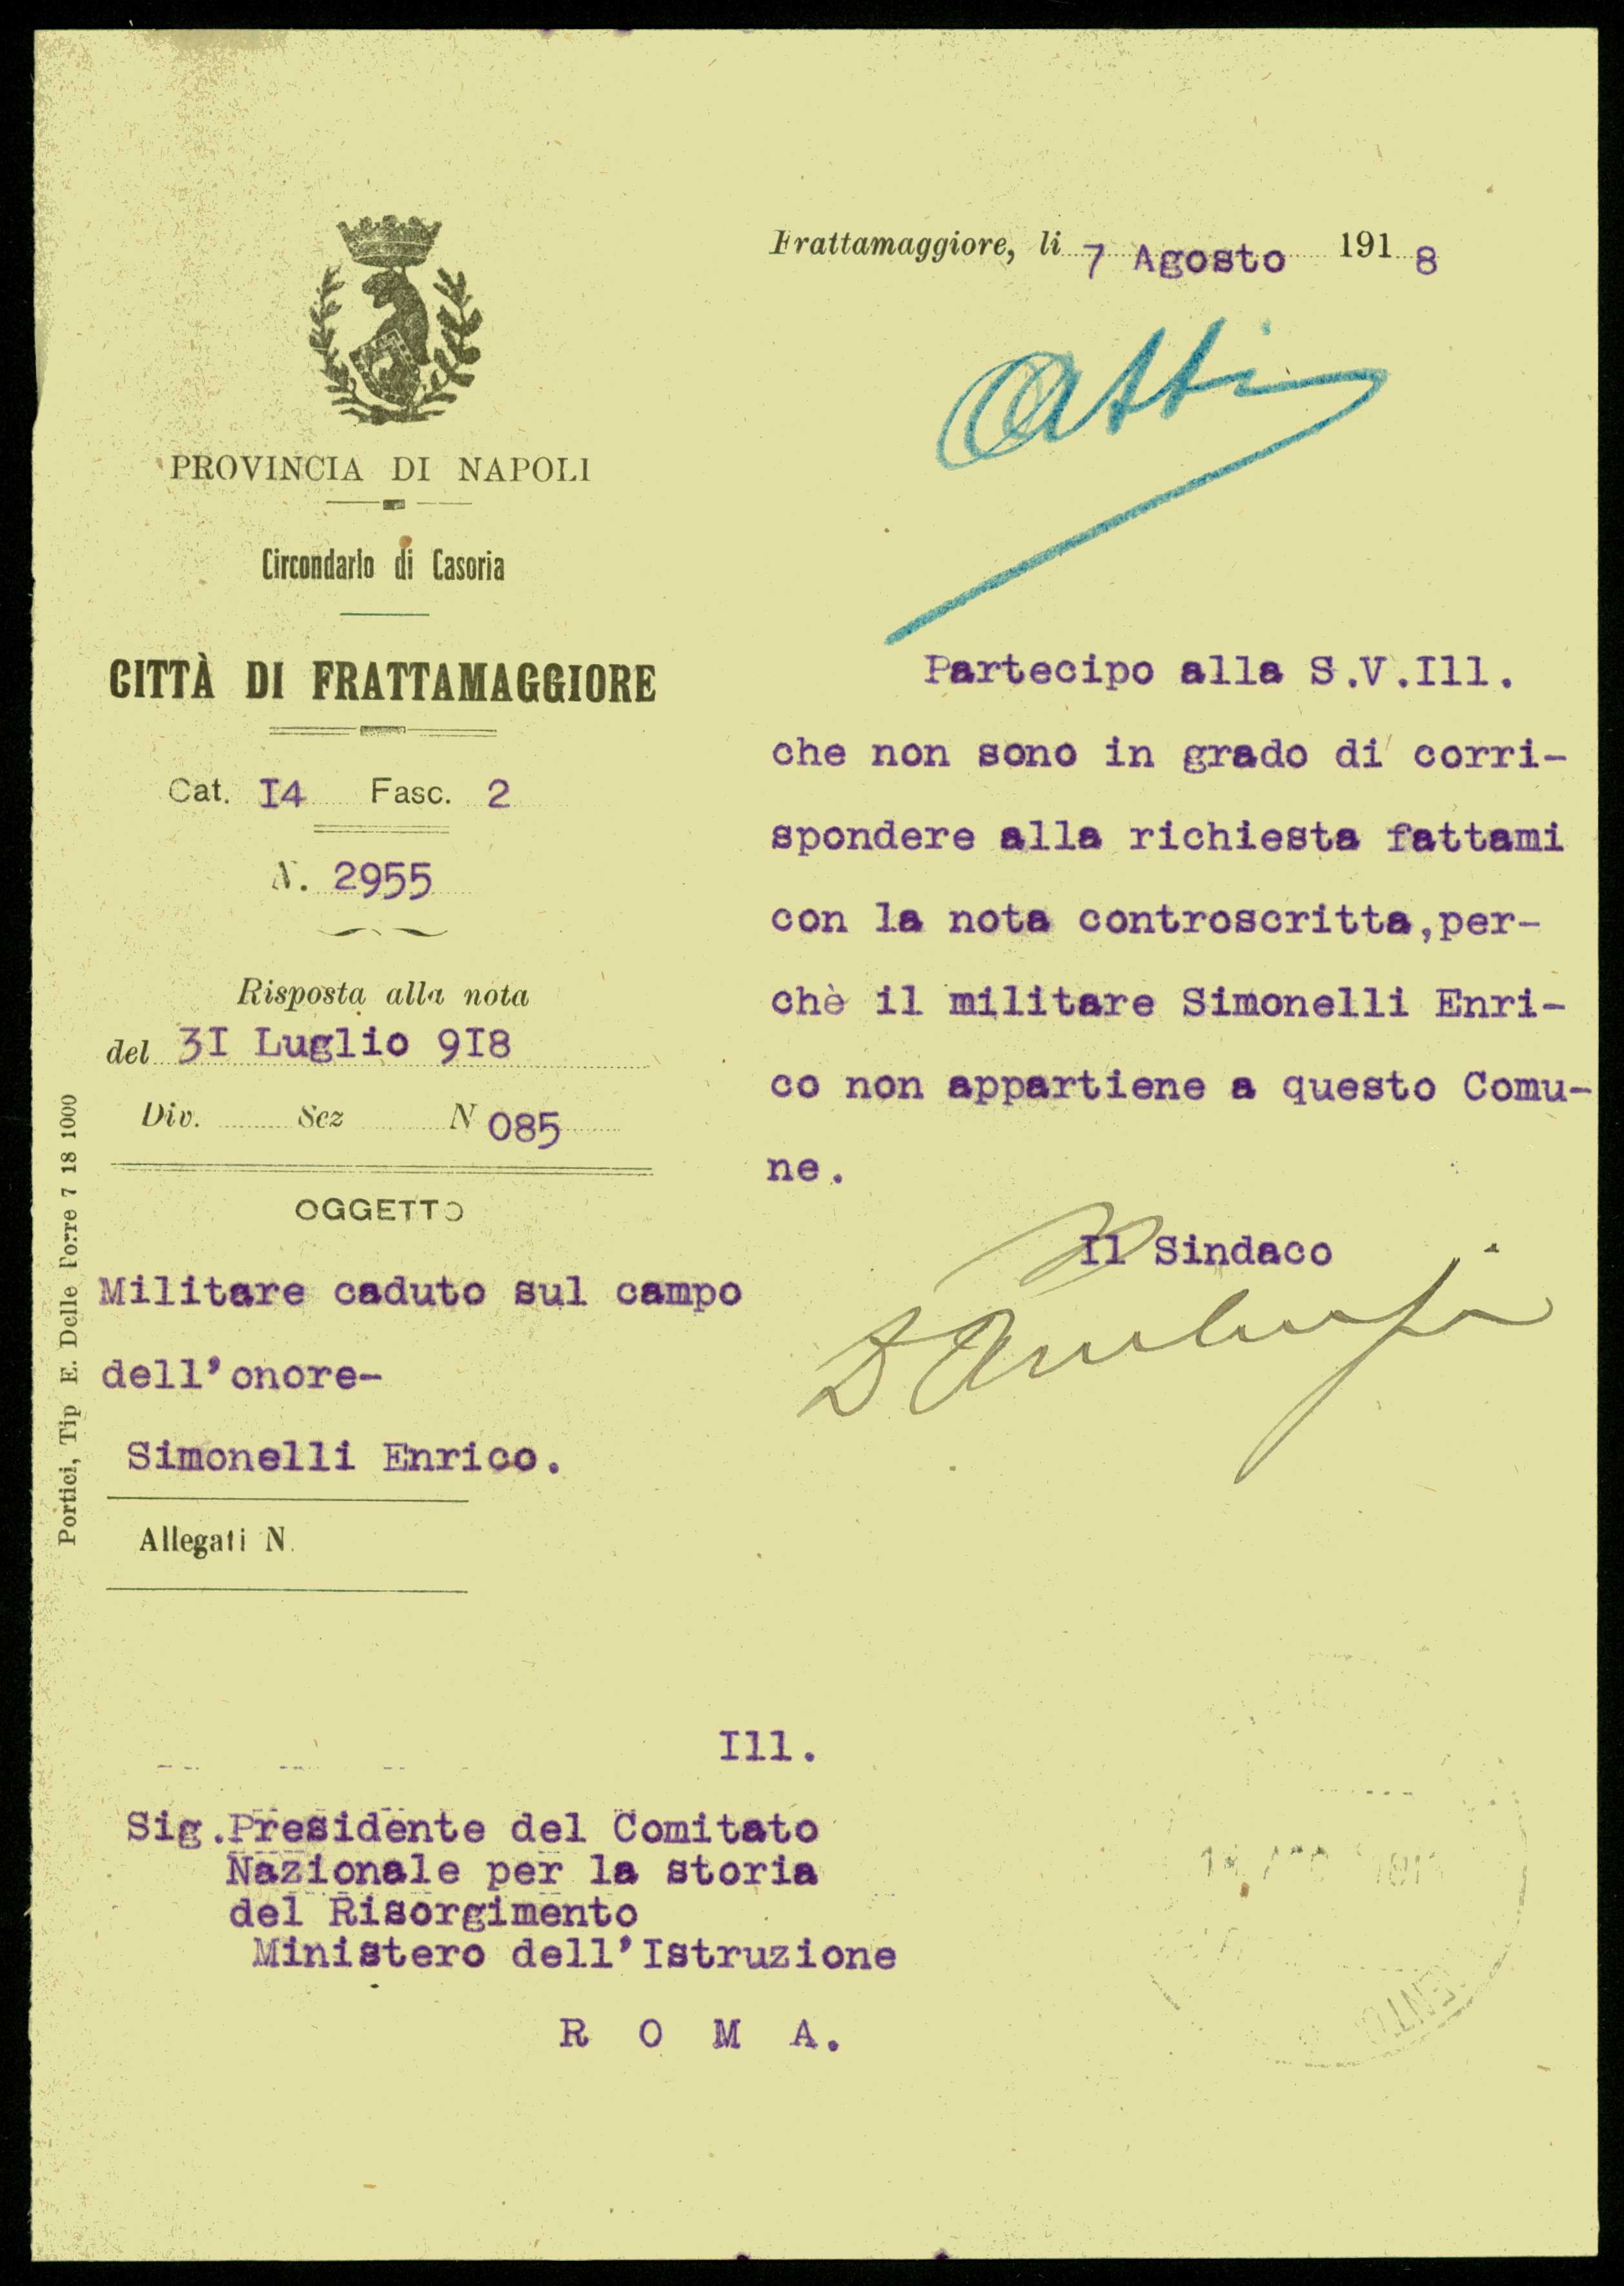 PROVINCIA DI NAPOLI
Circondario di Casoria
CITTÀ DI FRATTAMAGGIORE
Cat. I4 Fasc. 2
N. 2955
Risposta alla nota
del 3I Luglio 9I8
Div. Sez N 085
OGGETTO
Militare caduto sul campo
dell'onore-
Simonelli Enrico.
Allegati N.
Portici, Tip E. Delle Torre 7 18 1000
Frattamaggiore, li 7 Agosto 191 8
Atti
Partecipo alla S.V.Ill.
che non sono in grado di corri-
spondere alla richiesta fattami
con la nota controscritta,per-
chè il militare Simonelli Enri-
co non appartiene a questo Comu-
ne.
Il Sindaco
Ill.
Sig.Presidente del Comitato
Nazionale per la storia
del Risorgimento
Ministero dell'Istruzione
R O M A.